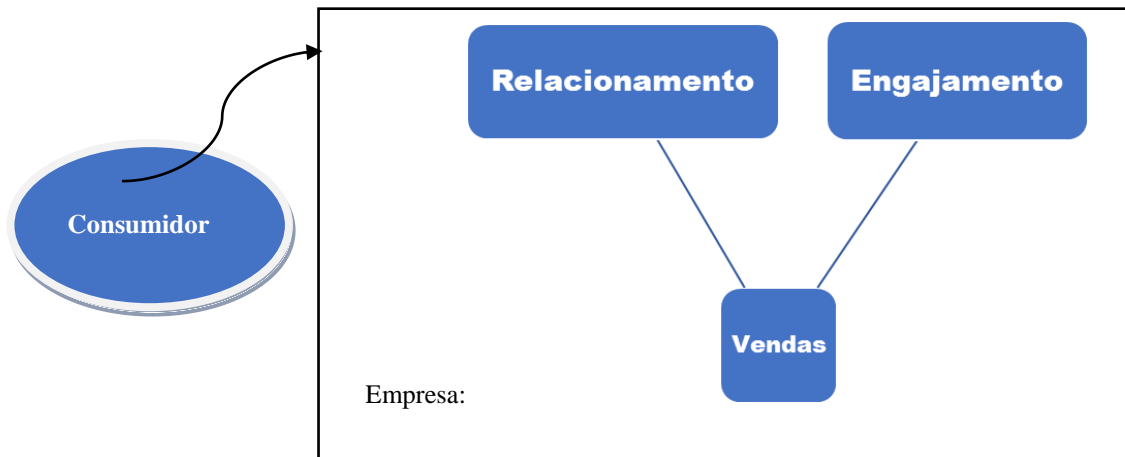 Relacionamento
Engajamento
Consumidor
Vendas
Empresa: